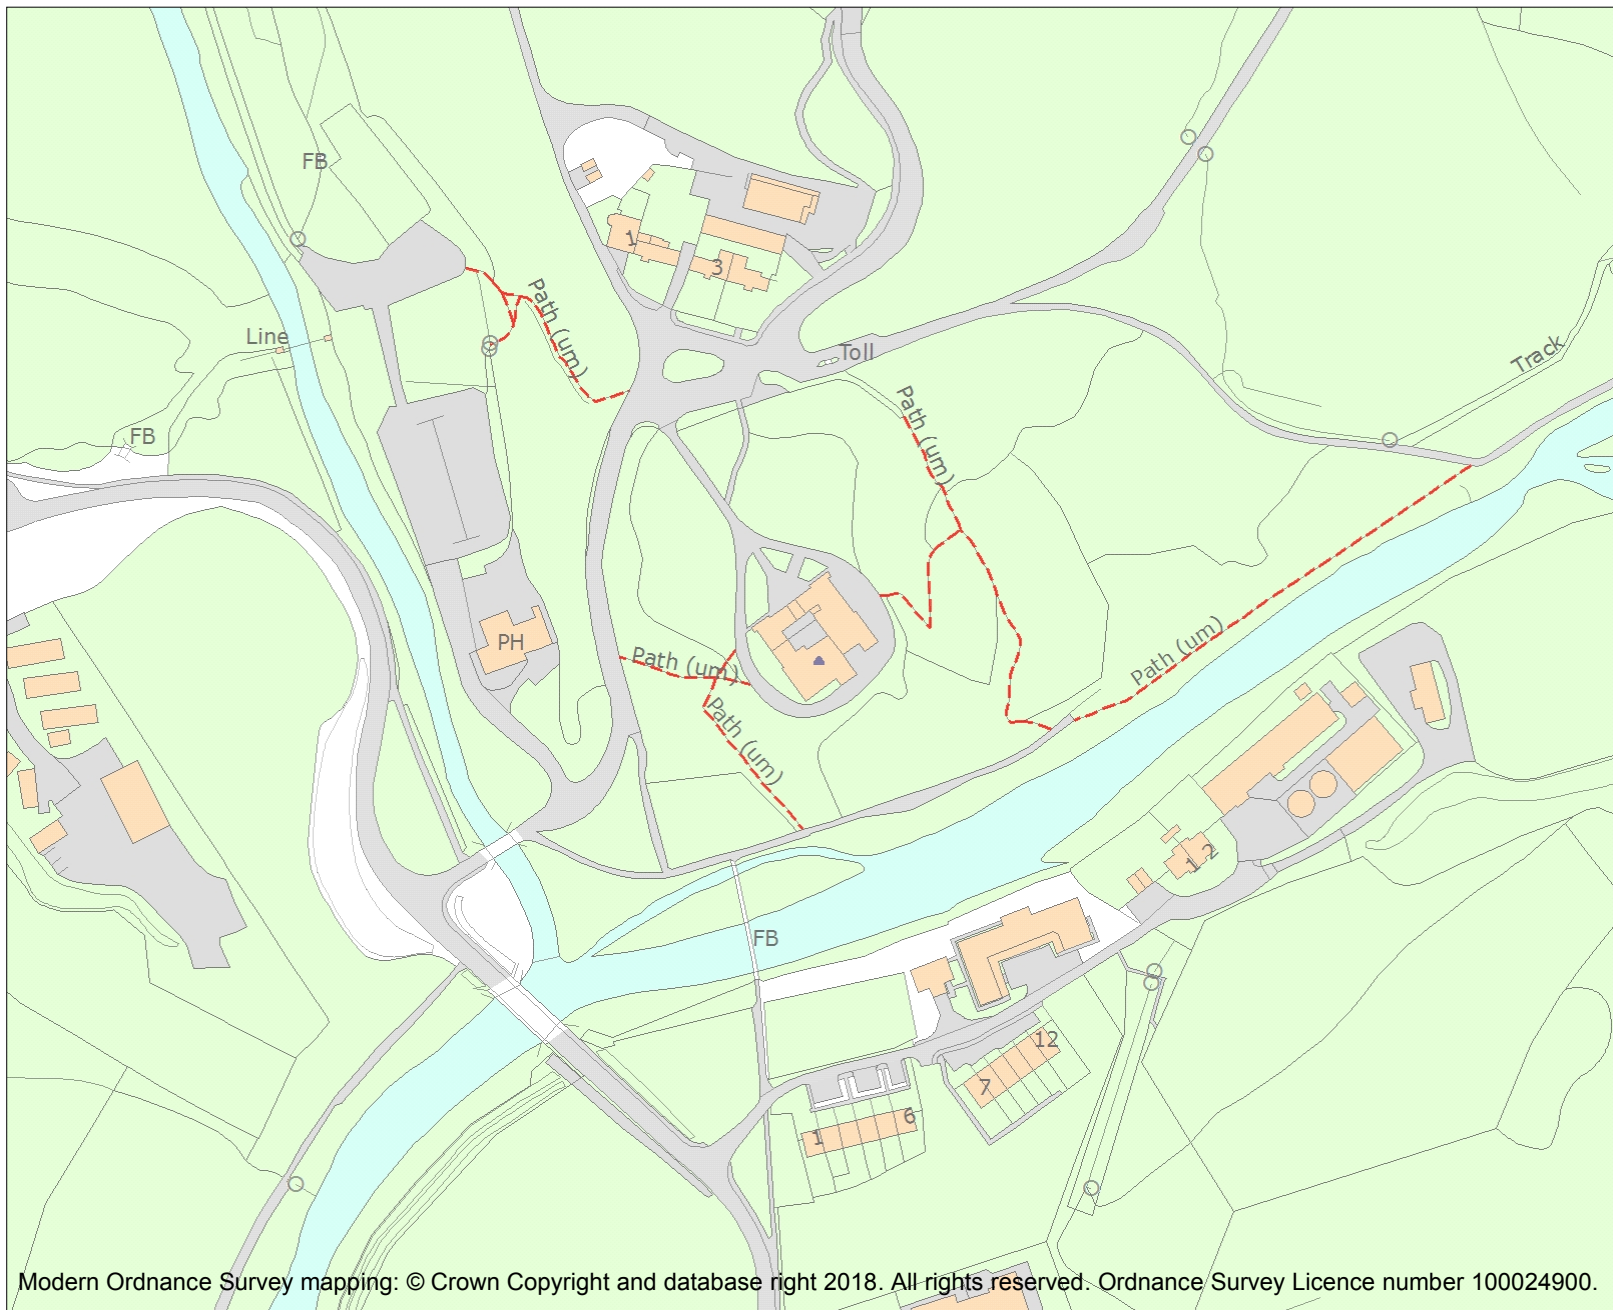 FB
1
3
Path (um)
Line
Toll
Track
Path (um)
FB
PH
Path (um)
Path (um)
Path (um)
1 2
FB
12
7
6
1
Modern Ordnance Survey mapping: © Crown Copyright and database right 2018. All rights reserved. Ordnance Survey Licence number 100024900.